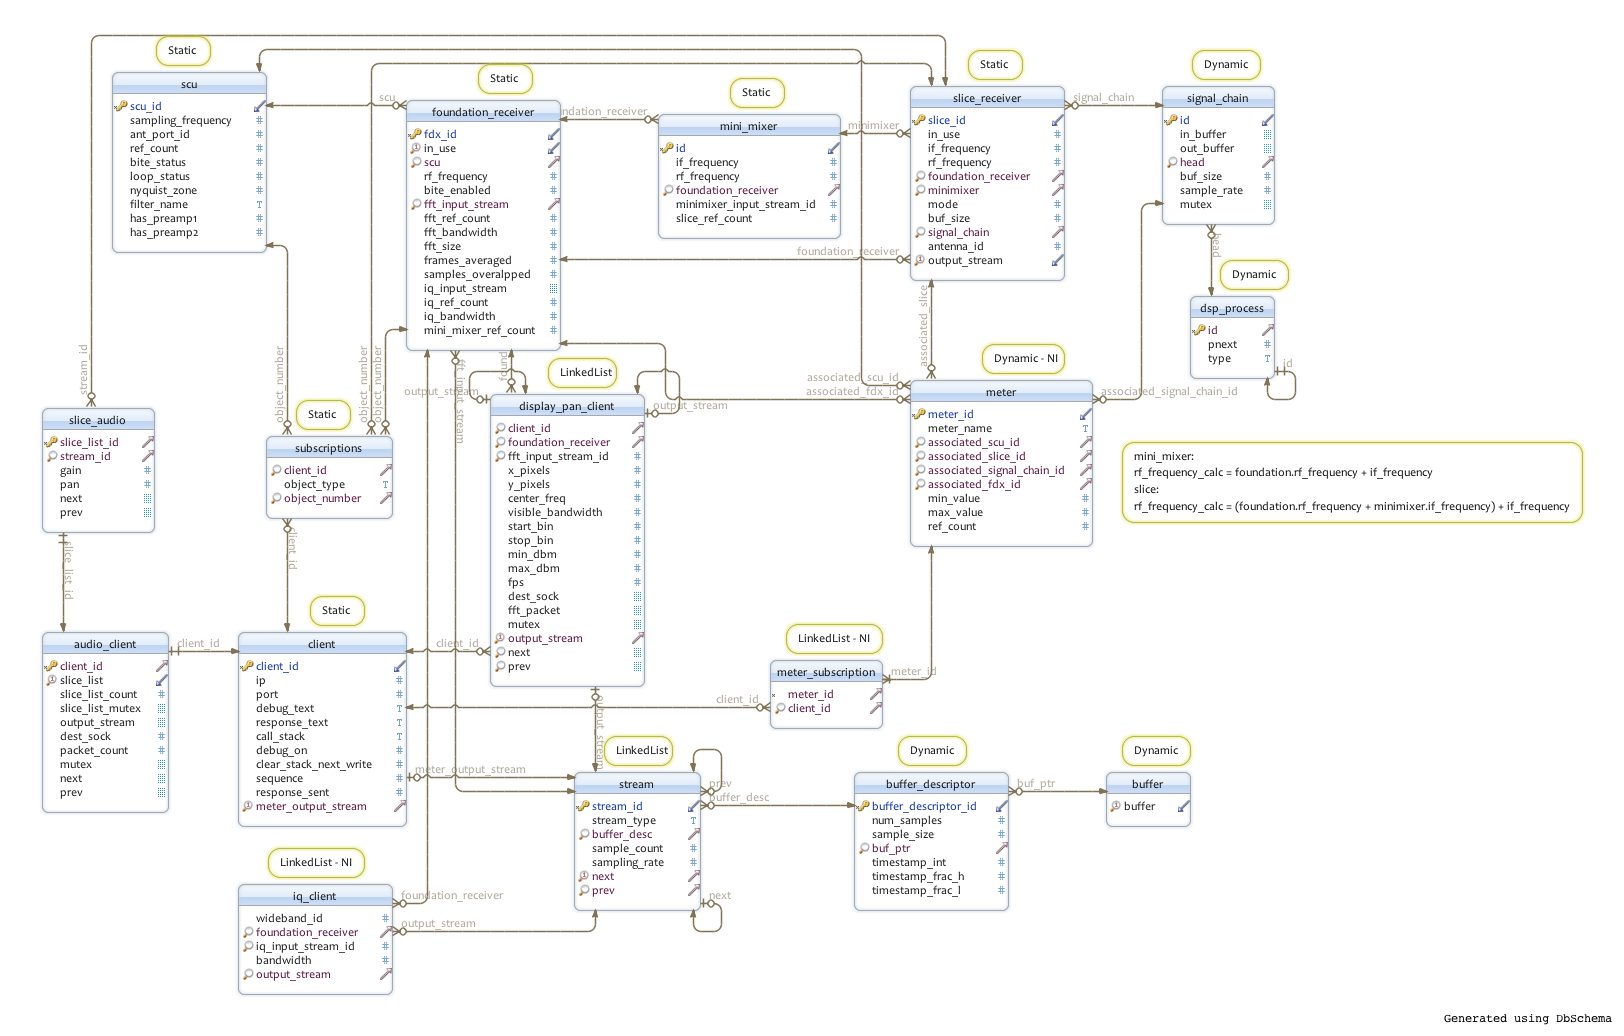 Static
scu
scu_id
sampling_frequency
ant_port_id
ref_count
bite_status
loop_status
nyquist_zone
filter_name
has_preamp1
has_preamp2
scu
Static
foundation_receiver
fdx_id
in_use
scu
rf_frequency
bite_enabled
fft_input_stream
fft_ref_count
fft_bandwidth
fft_size
frames_averaged
samples_overalpped
iq_input_stream
iq_ref_count
iq_bandwidth
mini_mixer_ref_count
ndation_receiver
Static
mini_mixer
id
if_frequency
rf_frequency
foundation_receiver
minimixer_input_stream_id
slice_ref_count
minimixer
foundation_receiver
Static
slice_receiver
slice_id
in_use
if_frequency
rf_frequency
foundation_receiver
minimixer
mode
buf_size
signal_chain
antenna_id
output_stream
signal_chain
Dynamic
signal_chain
id
in_buffer
out_buffer
head
buf_size
sample_rate
mutex
head
Dynamic
dsp_process
id
pnext
type
id
stream_id
slice_audio
slice_list_id
stream_id
gain
pan
next
prev
slice_list_id
object_number
object_number
object_number
Static
subscriptions
client_id
object_type
object_number
client_id
output_stream
fft_input_stream
found
LinkedList
display_pan_client
client_id
foundation_receiver
fft_input_stream_id
x_pixels
y_pixels
center_freq
visible_bandwidth
start_bin
stop_bin
min_dbm
max_dbm
fps
dest_sock
fft_packet
mutex
output_stream
next
prev
output_stream
output_stream
associated_slice
associated_scu_id
associated_fdx_id
Dynamic - NI
meter
meter_id
meter_name
associated_scu_id
associated_slice_id
associated_signal_chain_id
associated_fdx_id
min_value
max_value
ref_count
associated_signal_chain_id
mini_mixer:
rf_frequency_calc = foundation.rf_frequency + if_frequency
slice:
rf_frequency_calc = (foundation.rf_frequency + minimixer.if_frequency) + if_frequency
audio_client
client_id
slice_list
slice_list_count
slice_list_mutex
output_stream
dest_sock
packet_count
mutex
next
prev
client_id
Static
client
client_id
ip
port
debug_text
response_text
call_stack
debug_on
clear_stack_next_write
sequence
response_sent
meter_output_stream
client_id
meter_output_stream
client_id
LinkedList - NI
meter_subscription
meter_id
client_id
meter_id
LinkedList
stream
stream_id
stream_type
buffer_desc
sample_count
sampling_rate
next
prev
prev
buffer_desc
next
Dynamic
buffer_descriptor
buffer_descriptor_id
num_samples
sample_size
buf_ptr
timestamp_int
timestamp_frac_h
timestamp_frac_l
buf_ptr
Dynamic
buffer
buffer
LinkedList - NI
iq_client
wideband_id
foundation_receiver
iq_input_stream_id
bandwidth
output_stream
foundation_receiver
output_stream
Generated using DbSchema